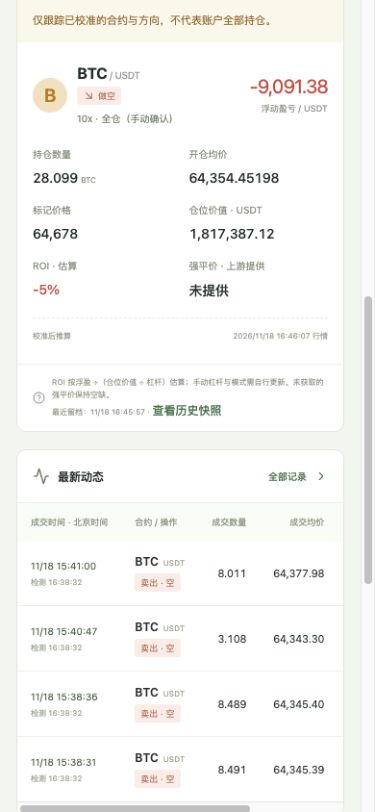 仅跟踪已校准的合约与方向，不代表账户全部持仓。
B
BTC / USDT
↘ 做空
10x · 全仓（手动确认）
-9,091.38
浮动盈亏 / USDT
持仓数量
开仓均价
28.099 BTC
64,354.45198
标记价格
仓位价值 · USDT
64,678
1,817,387.12
ROI · 估算
强平价 · 上游提供
-5%
未提供
校准后推算
2026/11/18 16:46:07 行情
ROI 按浮盈 ÷（仓位价值 ÷ 杠杆）估算；手动杠杆与模式需自行更新。未获取的
强平价保持空缺。
最近留档：11/18 16:45:57 · 查看历史快照
最新动态
全部记录
成交时间 · 北京时间
合约 / 操作
成交数量
成交均价
11/18 15:41:00
检测 16:38:32
BTC USDT
卖出 · 空
8.011
64,377.98
11/18 15:40:47
检测 16:38:32
BTC USDT
卖出 · 空
3.108
64,343.30
11/18 15:38:36
检测 16:38:32
BTC USDT
卖出 · 空
8.489
64,345.40
11/18 15:38:31
检测 16:38:32
BTC USDT
卖出 · 空
8.491
64,345.39